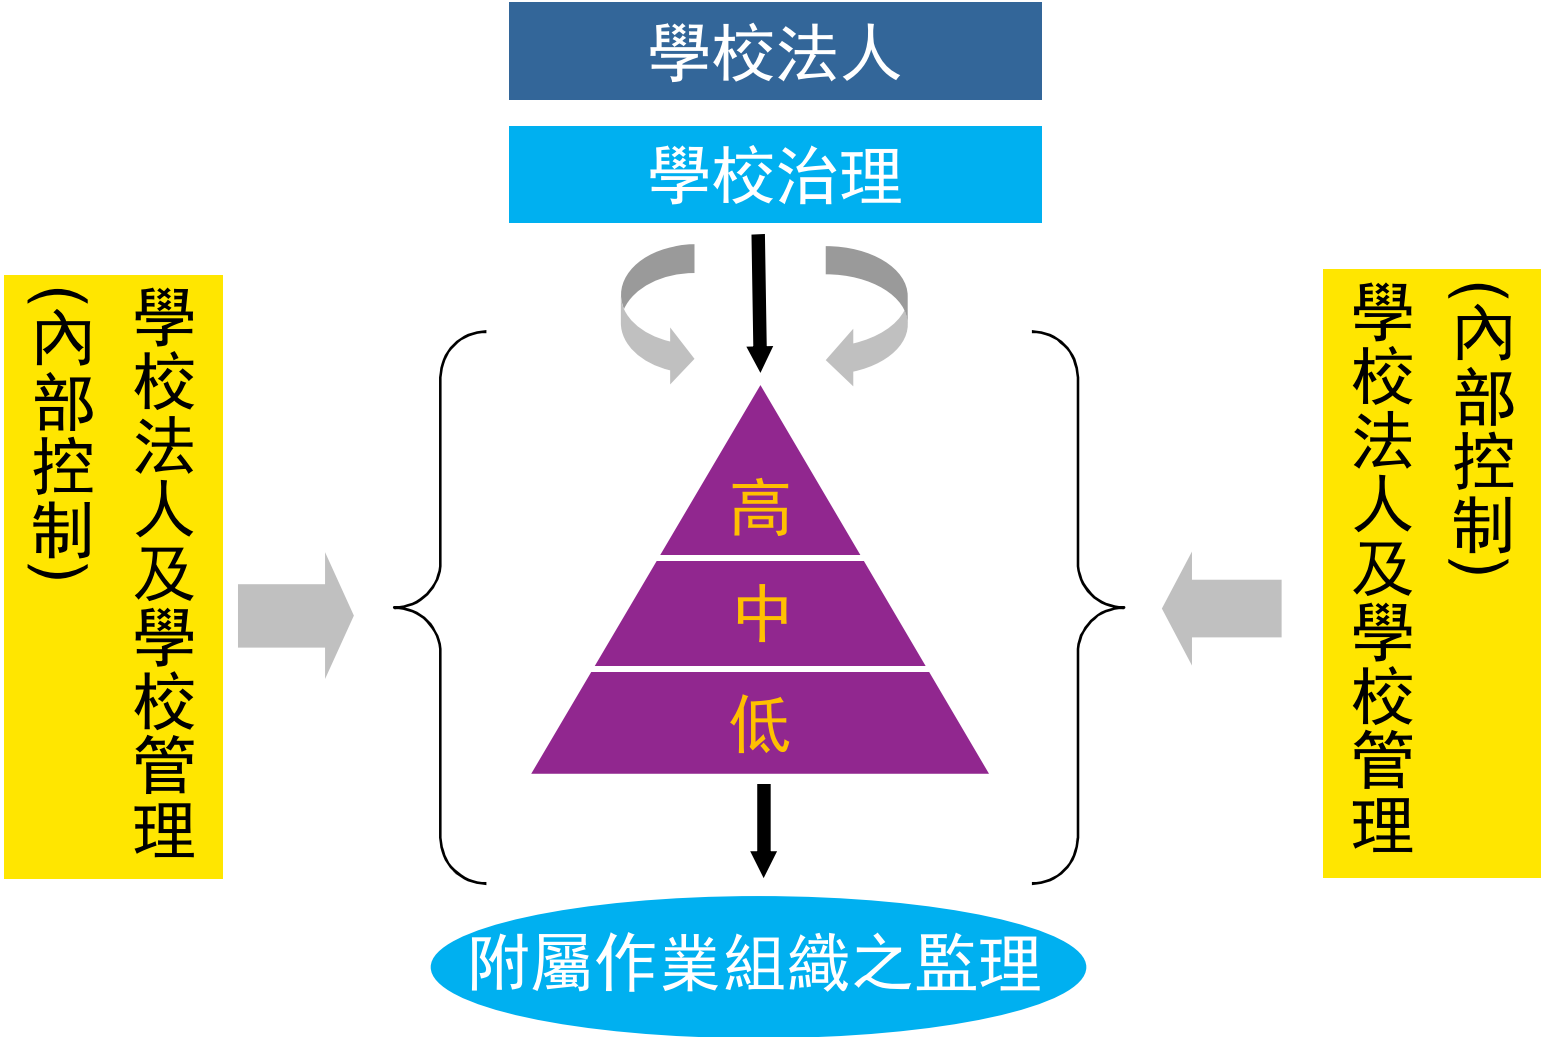 學校法人
學校治理
學校法人及學校管理
(內部控制)
高
中
低
學校法人及學校管理
(內部控制)
附屬作業組織之監理